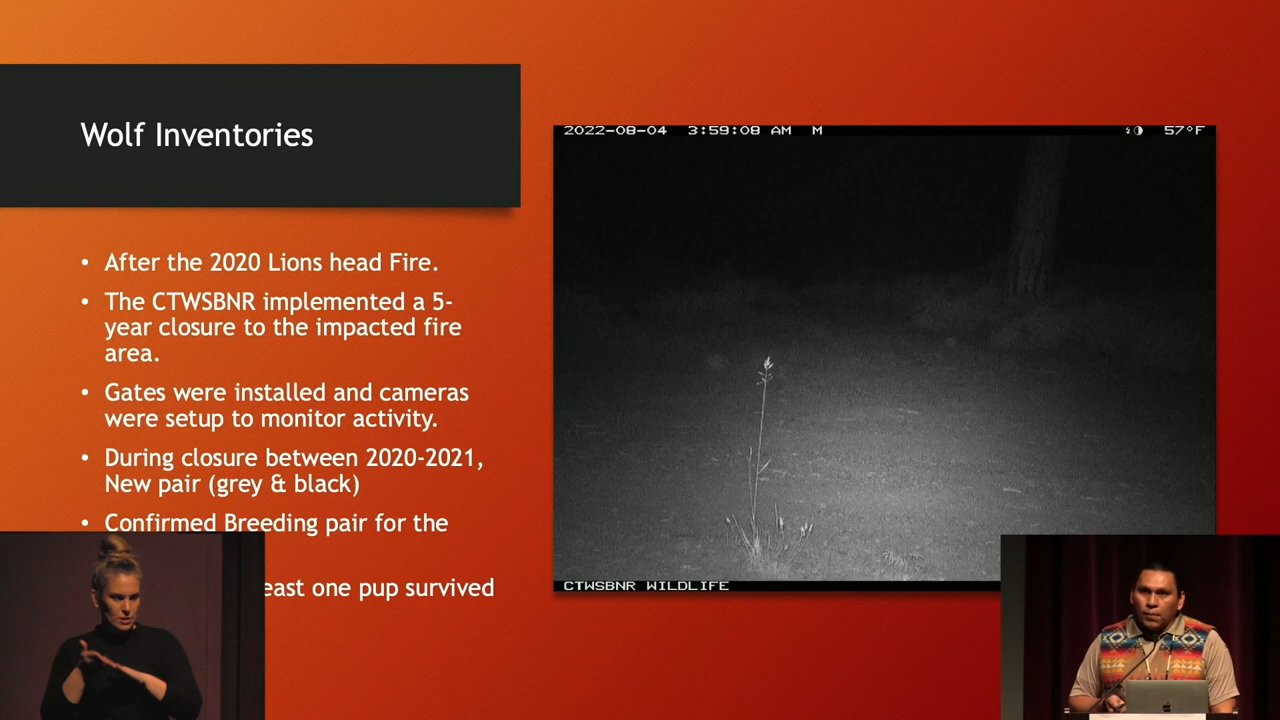 Wolf Inventories
• After the 2020 Lions head Fire.
• The CTWSBNR implemented a 5-
year closure to the impacted fire
area.
• Gates were installed and cameras
were setup to monitor activity.
• During closure between 2020-2021,
New pair (grey & black)
• Confirmed Breeding pair for the
one pup survived
2022-08-04 3:59:08 AM M 57°F
CTWSBNR WILDLIFE